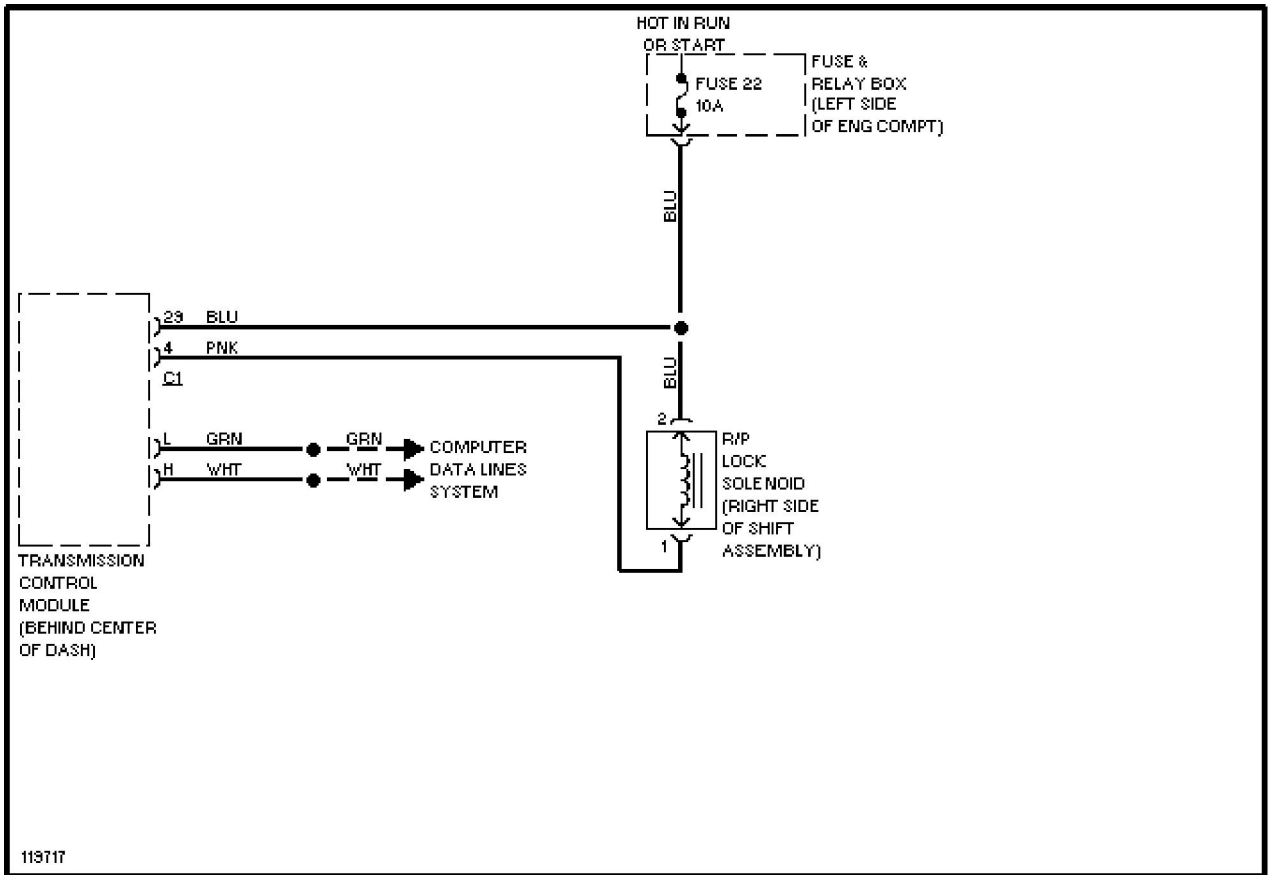 HOT IN RUN
OR START
FUSE &
RELAY BOX
(LEFT SIDE
OF ENG COMPT)
FUSE 22
10A
BLU
29 BLU
4 PNK
C1
BLU
L GRN GRN
H WHT WHT
COMPUTER
DATA LINES
SYSTEM
2
R/P
LOCK
SOLENOID
(RIGHT SIDE
OF SHIFT
ASSEMBLY)
1
TRANSMISSION
CONTROL
MODULE
(BEHIND CENTER
OF DASH)
119717